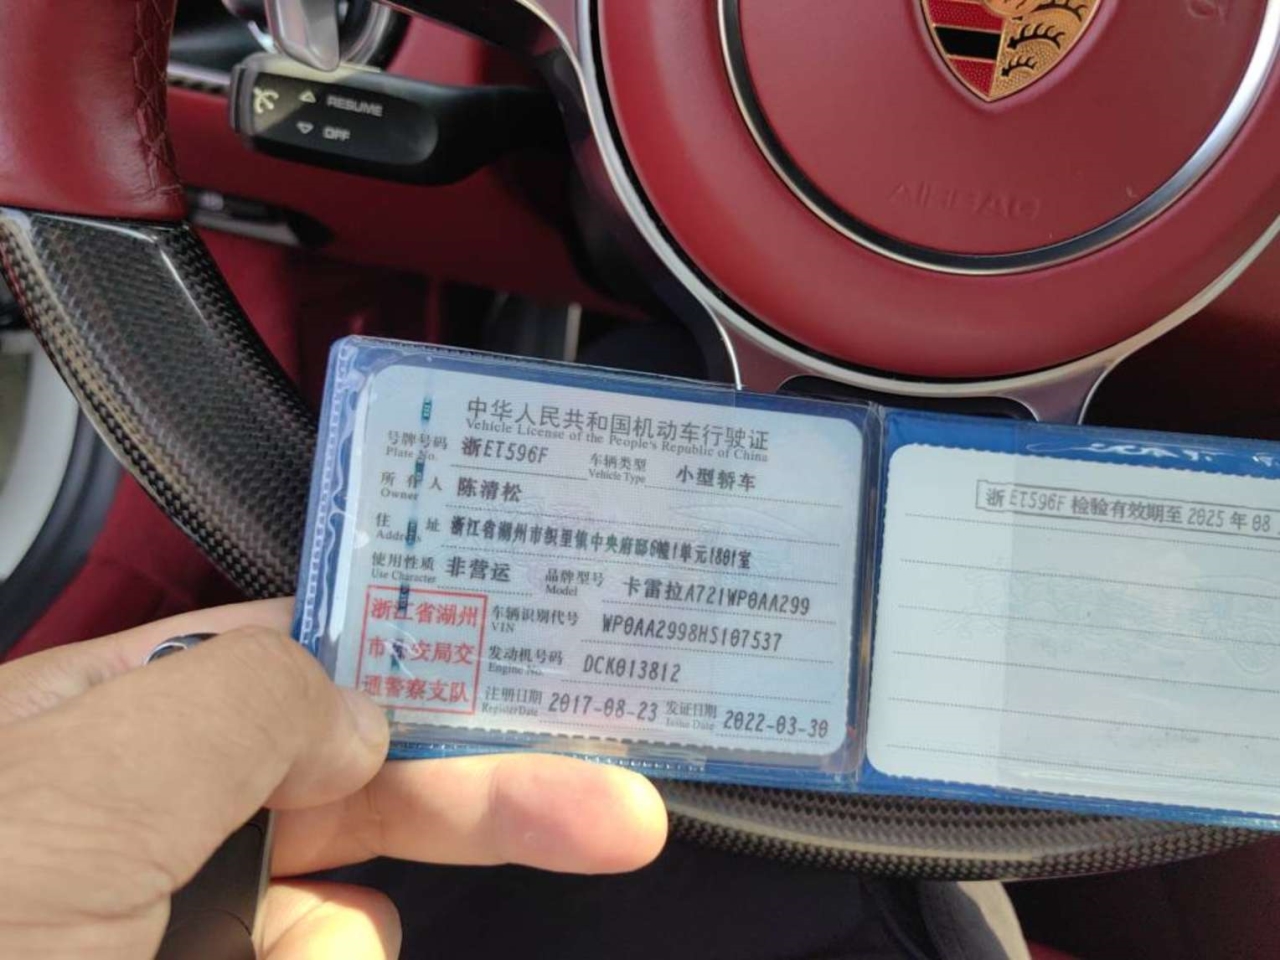 RESUME
OFF
AIRBAG
中华人民共和国机动车行驶证
Vehicle License of the People's Republic of China
号牌号码 浙ET596F 车辆类型 小型轿车
Plate No. Vehicle Type
所有人 陈清松
Owner
住址 浙江省湖州市织里镇中央府邸6幢1单元1801室
Address
使用性质 非营运 品牌型号 卡雷拉A721WP0AA299
Use Character Model
浙江省湖州
市公安局交
通警察支队
车辆识别代号 WP0AA2998HS107537
VIN
发动机号码 DCK013812
Engine No.
注册日期 2017-08-23 发证日期 2022-03-30
Register Date Issue Date
浙ET596F 检验有效期至 2025 年 08